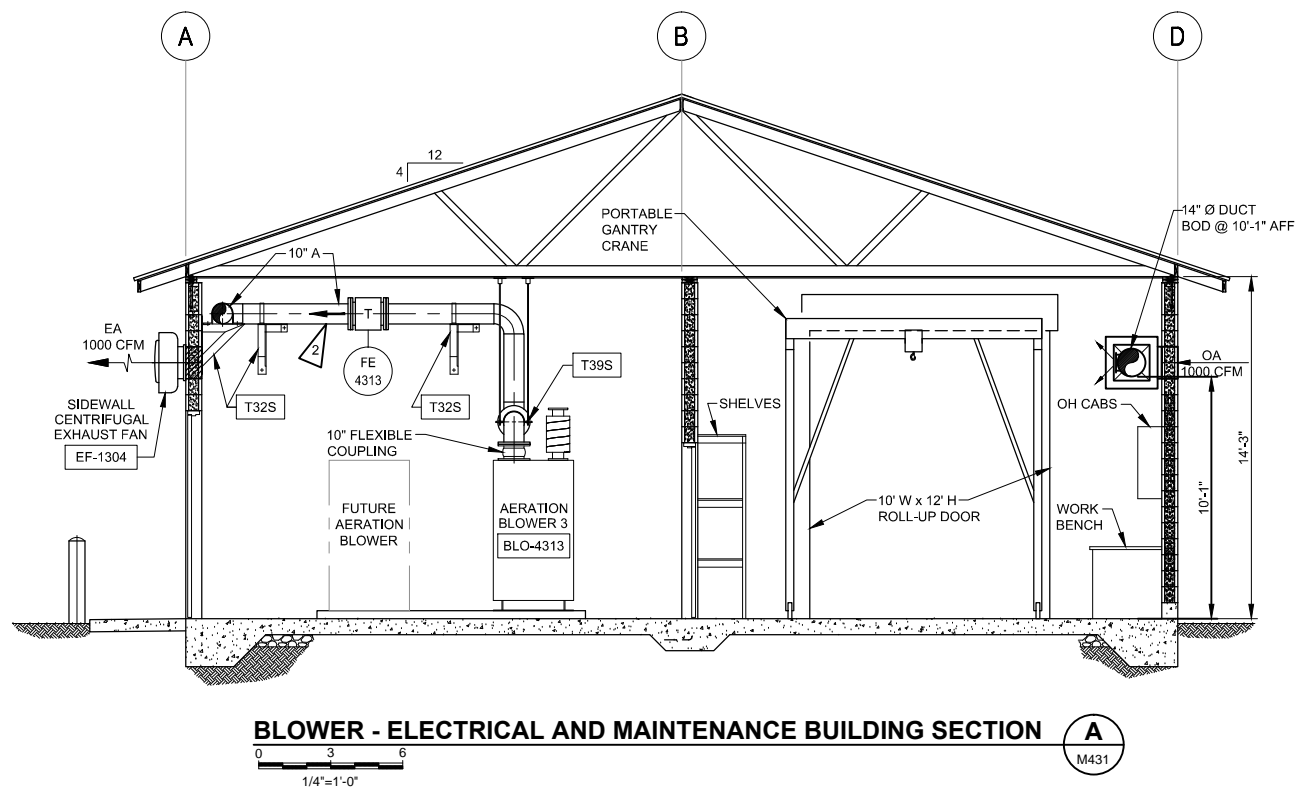 A
B
D
12
4
PORTABLE
GANTRY
CRANE
14" Ø DUCT
BOD @ 10'-1" AFF
10" A
EA
1000 CFM
T
2
FE
4313
T39S
OA
1000 CFM
SIDEWALL
CENTRIFUGAL
EXHAUST FAN
EF-1304
T32S
T32S
SHELVES
OH CABS
10" FLEXIBLE
COUPLING
14'-3"
10'-1"
FUTURE
AERATION
BLOWER
AERATION
BLOWER 3
BLO-4313
10' W x 12' H
ROLL-UP DOOR
WORK
BENCH
BLOWER - ELECTRICAL AND MAINTENANCE BUILDING SECTION
A
M431
0 3 6
1/4"=1'-0"